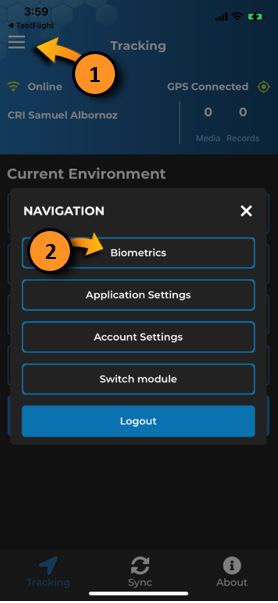 3:59
TestFlight
Tracking
1
Online
GPS Connected
CRI Samuel Albornoz
0 0
Media Records
Current Environment
NAVIGATION
2
Biometrics
Application Settings
Account Settings
Switch module
Logout
Tracking Sync About